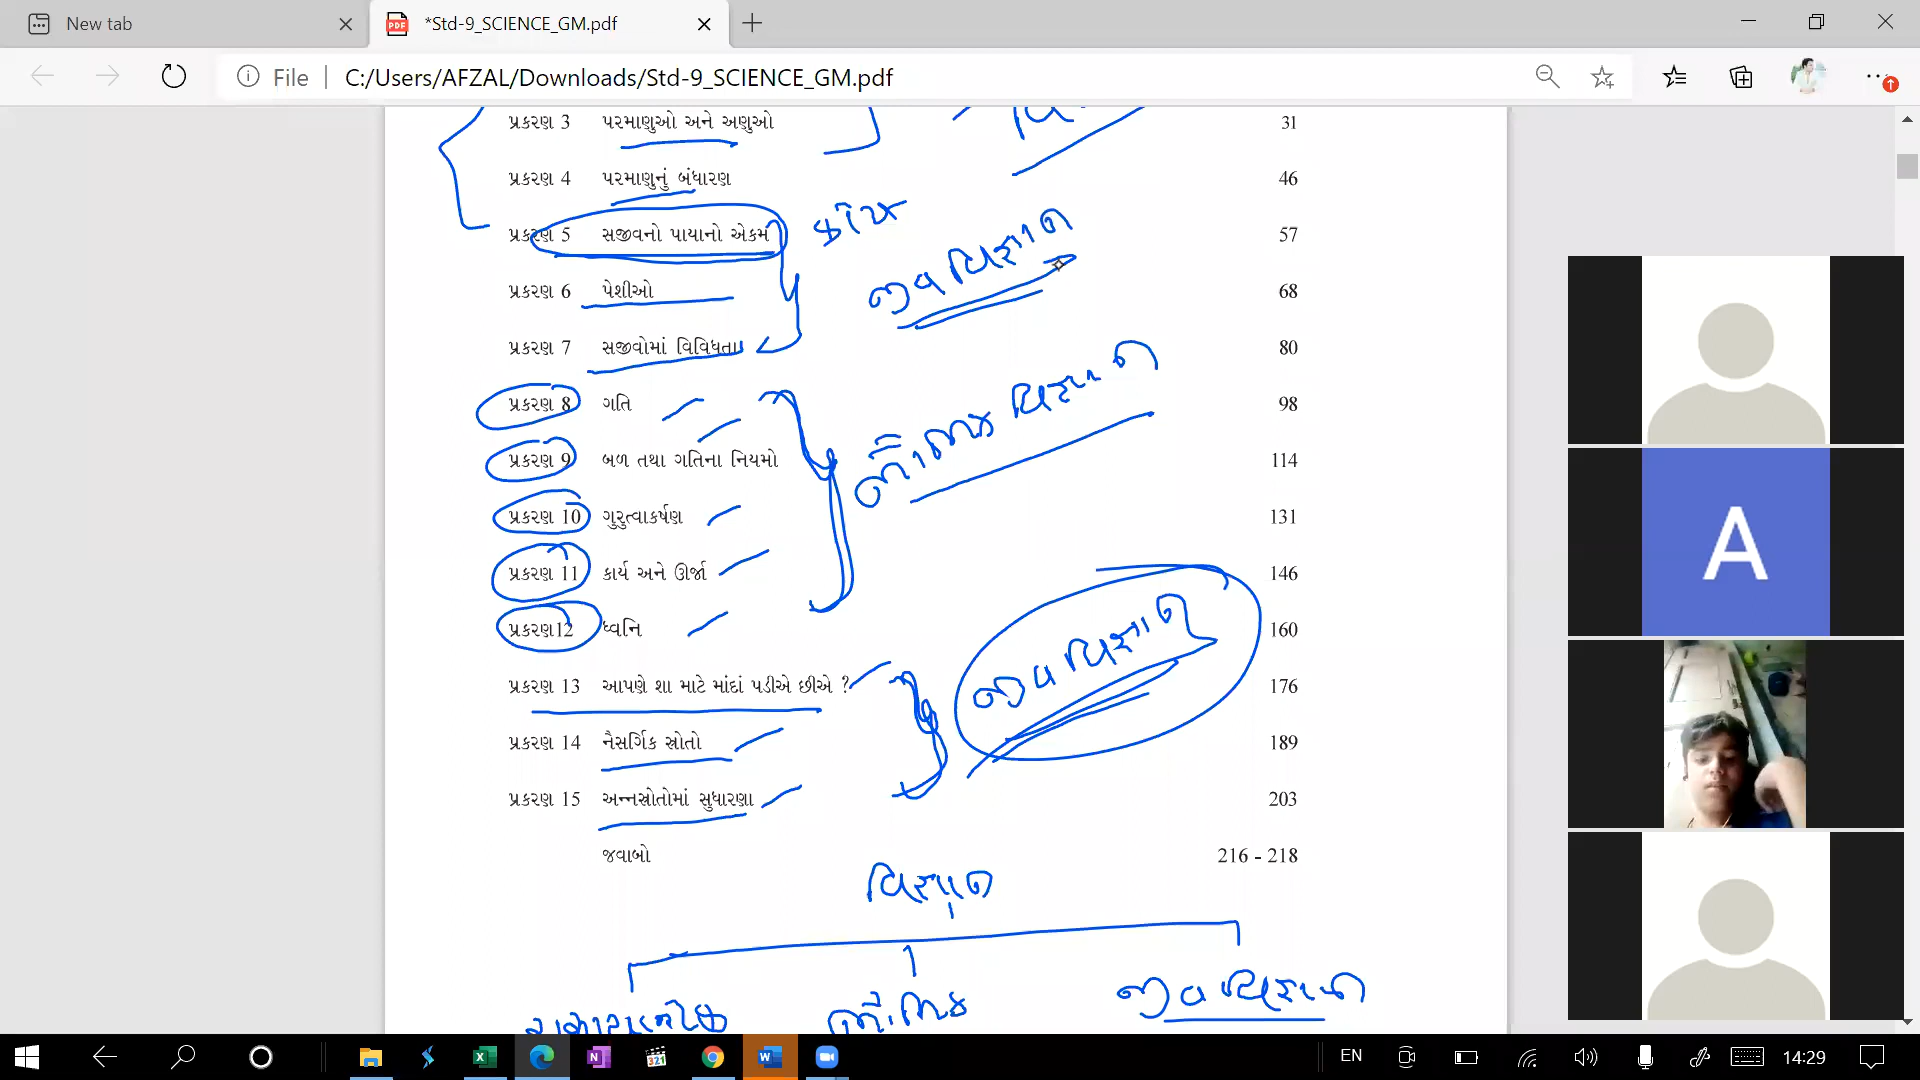 New tab
*Std-9_SCIENCE_GM.pdf
File | C:/Users/AFZAL/Downloads/Std-9_SCIENCE_GM.pdf
પ્રકરણ 3 પરમાણુઓ અને અણુઓ 31
પ્રકરણ 4 પરમાણુનું બંધારણ 46
પ્રકરણ 5 સજીવનો પાયાનો એકમ 57
કોષ
જીવ વિજ્ઞાન
પ્રકરણ 6 પેશીઓ 68
પ્રકરણ 7 સજીવોમાં વિવિધતા 80
પ્રકરણ 8 ગતિ 98
ભૌતિક વિજ્ઞાન
પ્રકરણ 9 બળ તથા ગતિના નિયમો 114
પ્રકરણ 10 ગુરુત્વાકર્ષણ 131
પ્રકરણ 11 કાર્ય અને ઊર્જા 146
પ્રકરણ12 ધ્વનિ 160
જીવ વિજ્ઞાન
પ્રકરણ 13 આપણે શા માટે માંદાં પડીએ છીએ ? 176
પ્રકરણ 14 નૈસર્ગિક સ્રોતો 189
પ્રકરણ 15 અન્નસ્રોતોમાં સુધારણા 203
જવાબો 216 - 218
વિજ્ઞાન
ભૌતિક જીવ વિજ્ઞાન
A
EN 14:29